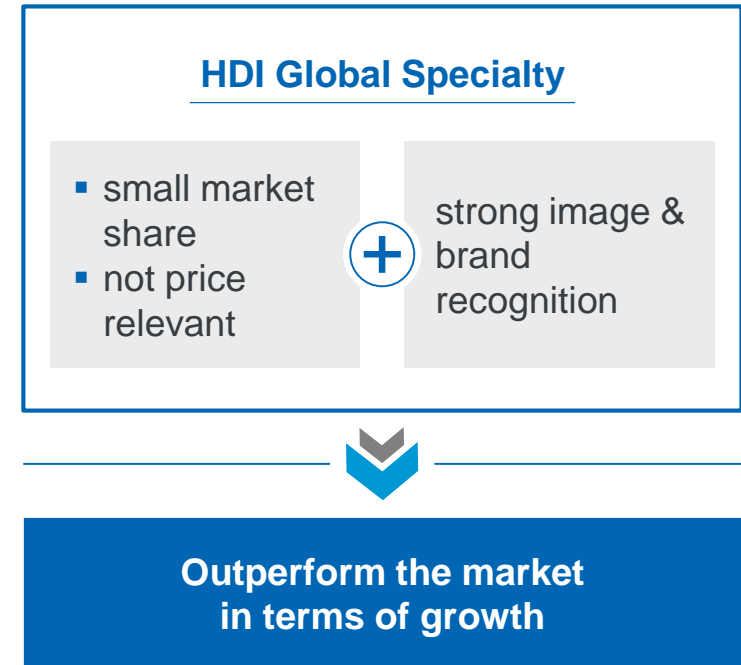 HDI Global Specialty
▪ small market
share
▪ not price
relevant
+
strong image &
brand
recognition
Outperform the market
in terms of growth